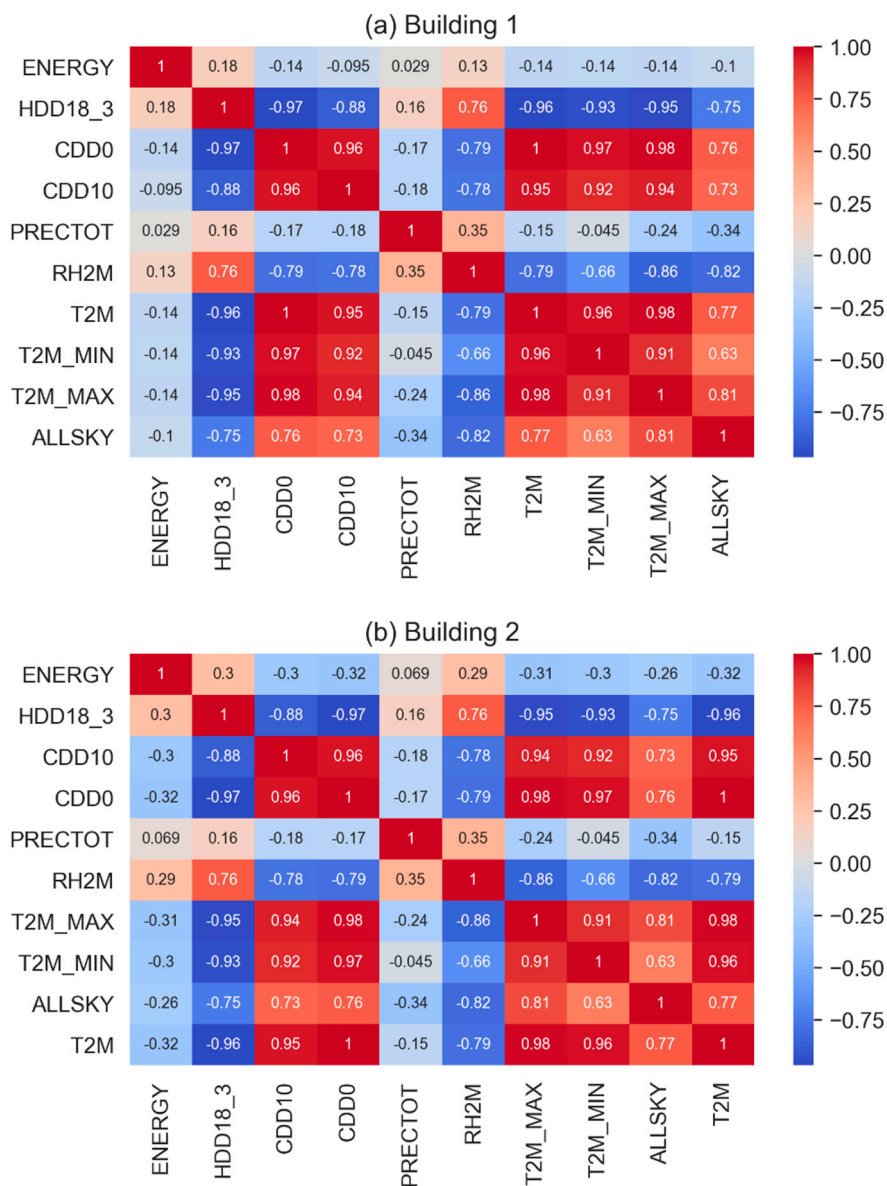 (a) Building 1
ENERGY 1 0.18 -0.14 -0.095 0.029 0.13 -0.14 -0.14 -0.14 -0.1
HDD18_3 0.18 1 -0.97 -0.88 0.16 0.76 -0.96 -0.93 -0.95 -0.75
CDD0 -0.14 -0.97 1 0.96 -0.17 -0.79 1 0.97 0.98 0.76
CDD10 -0.095 -0.88 0.96 1 -0.18 -0.78 0.95 0.92 0.94 0.73
PRECTOT 0.029 0.16 -0.17 -0.18 1 0.35 -0.15 -0.045 -0.24 -0.34
RH2M 0.13 0.76 -0.79 -0.78 0.35 1 -0.79 -0.66 -0.86 -0.82
T2M -0.14 -0.96 1 0.95 -0.15 -0.79 1 0.96 0.98 0.77
T2M_MIN -0.14 -0.93 0.97 0.92 -0.045 -0.66 0.96 1 0.91 0.63
T2M_MAX -0.14 -0.95 0.98 0.94 -0.24 -0.86 0.98 0.91 1 0.81
ALLSKY -0.1 -0.75 0.76 0.73 -0.34 -0.82 0.77 0.63 0.81 1
ENERGY HDD18_3 CDD0 CDD10 PRECTOT RH2M T2M T2M_MIN T2M_MAX ALLSKY
1.00
0.75
0.50
0.25
0.00
-0.25
-0.50
-0.75
(b) Building 2
ENERGY 1 0.3 -0.3 -0.32 0.069 0.29 -0.31 -0.3 -0.26 -0.32
HDD18_3 0.3 1 -0.88 -0.97 0.16 0.76 -0.95 -0.93 -0.75 -0.96
CDD10 -0.3 -0.88 1 0.96 -0.18 -0.78 0.94 0.92 0.73 0.95
CDD0 -0.32 -0.97 0.96 1 -0.17 -0.79 0.98 0.97 0.76 1
PRECTOT 0.069 0.16 -0.18 -0.17 1 0.35 -0.24 -0.045 -0.34 -0.15
RH2M 0.29 0.76 -0.78 -0.79 0.35 1 -0.86 -0.66 -0.82 -0.79
T2M_MAX -0.31 -0.95 0.94 0.98 -0.24 -0.86 1 0.91 0.81 0.98
T2M_MIN -0.3 -0.93 0.92 0.97 -0.045 -0.66 0.91 1 0.63 0.96
ALLSKY -0.26 -0.75 0.73 0.76 -0.34 -0.82 0.81 0.63 1 0.77
T2M -0.32 -0.96 0.95 1 -0.15 -0.79 0.98 0.96 0.77 1
ENERGY HDD18_3 CDD10 CDD0 PRECTOT RH2M T2M_MAX T2M_MIN ALLSKY T2M
1.00
0.75
0.50
0.25
0.00
-0.25
-0.50
-0.75